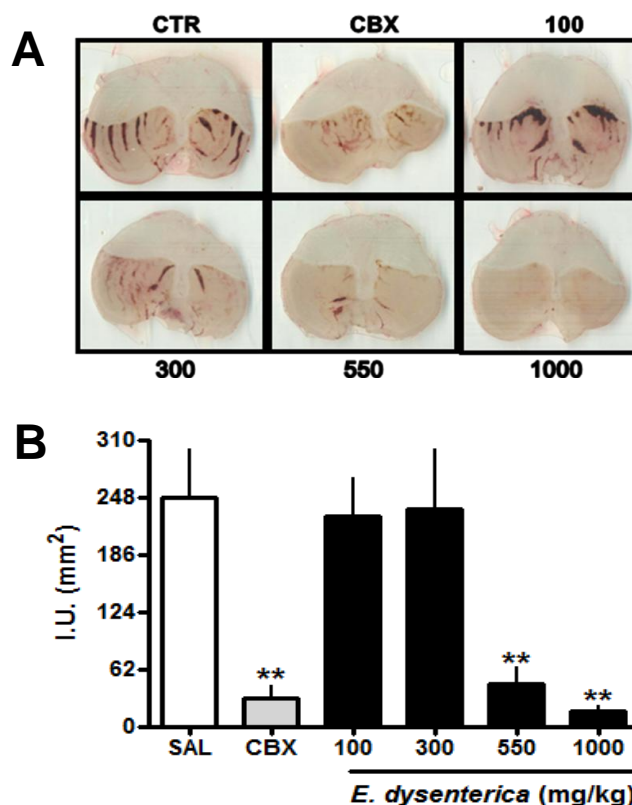 A
CTR CBX 100
300 550 1000
B
I.U. (mm²)
310
248
186
124
62
0
** ** **
SAL CBX 100 300 550 1000
E. dysenterica (mg/kg)